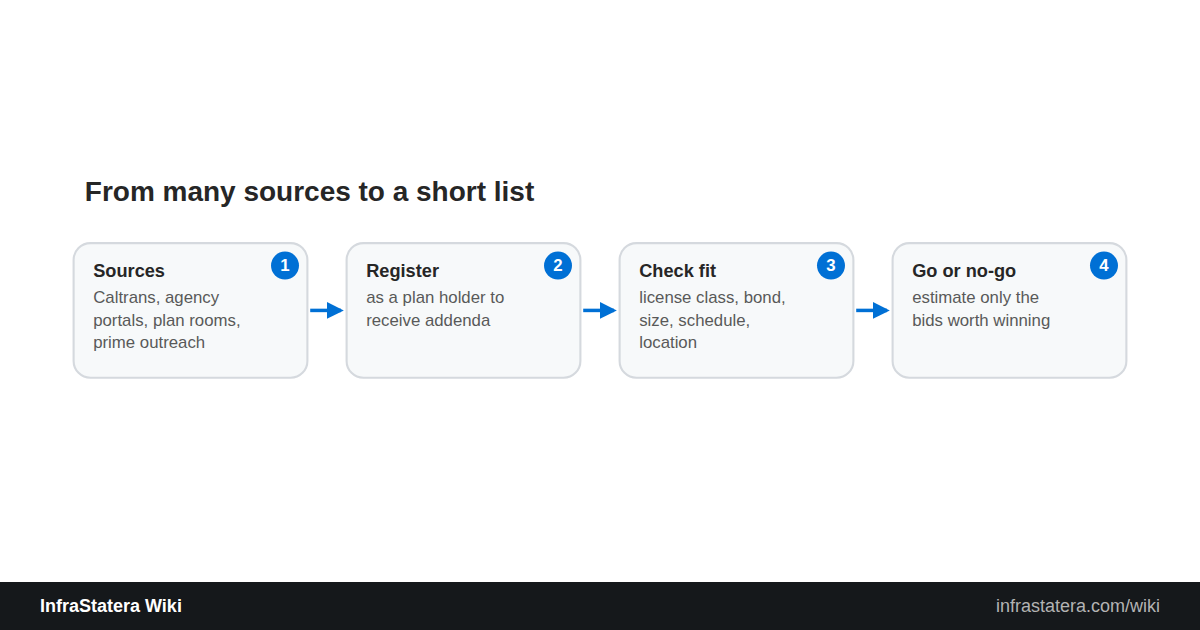 From many sources to a short list
1
Sources
Caltrans, agency
portals, plan rooms,
prime outreach
2
Register
as a plan holder to
receive addenda
3
Check fit
license class, bond,
size, schedule,
location
4
Go or no-go
estimate only the
bids worth winning
InfraStatera Wiki
infrastatera.com/wiki